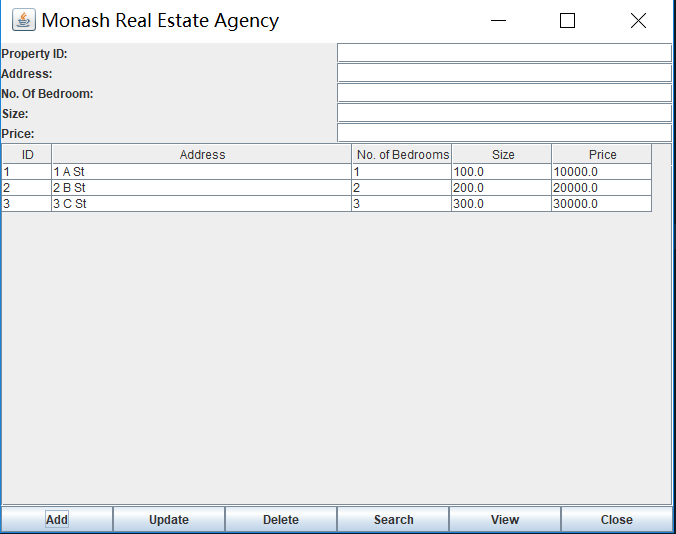 Monash Real Estate Agency
Property ID:
Address:
No. Of Bedroom:
Size:
Price:
ID Address No. of Bedrooms Size Price
1 1 A St 1 100.0 10000.0
2 2 B St 2 200.0 20000.0
3 3 C St 3 300.0 30000.0
Add Update Delete Search View Close